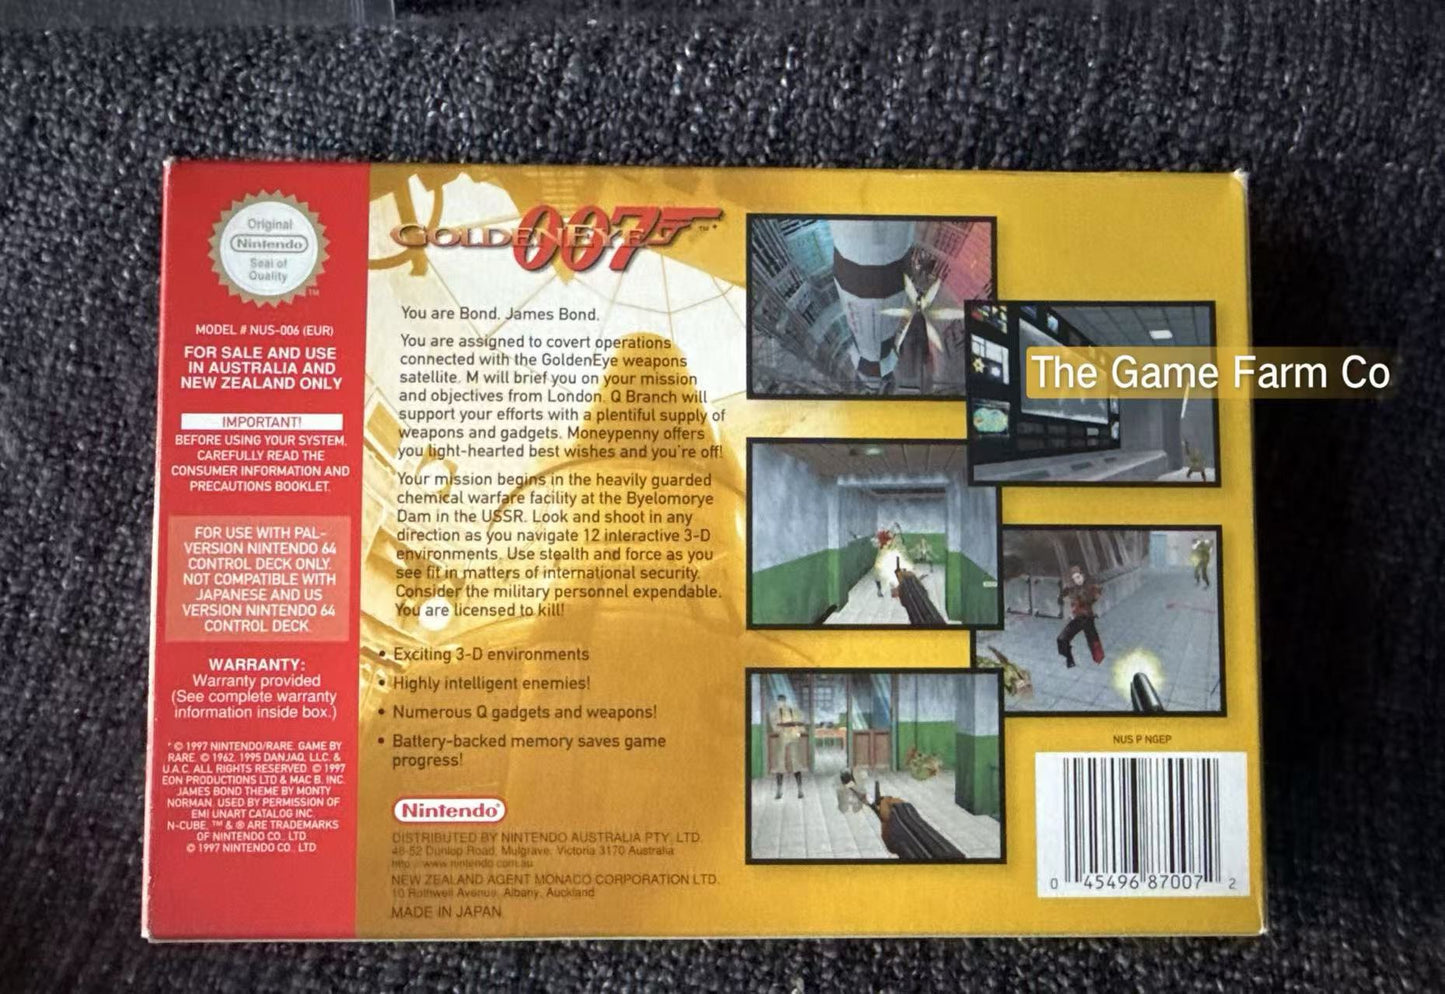 Original
Nintendo
Seal of
Quality
TM
MODEL # NUS-006 (EUR)
FOR SALE AND USE
IN AUSTRALIA AND
NEW ZEALAND ONLY
IMPORTANT!
BEFORE USING YOUR SYSTEM,
CAREFULLY READ THE
CONSUMER INFORMATION AND
PRECAUTIONS BOOKLET.
FOR USE WITH PAL-
VERSION NINTENDO 64
CONTROL DECK ONLY.
NOT COMPATIBLE WITH
JAPANESE AND US
VERSION NINTENDO 64
CONTROL DECK
WARRANTY:
Warranty provided
(See complete warranty
information inside box.)
* © 1997 NINTENDO/RARE. GAME BY
RARE. © 1962, 1995 DANJAQ, LLC. &
U.A.C. ALL RIGHTS RESERVED. © 1997
EON PRODUCTIONS LTD & MAC B. INC.
JAMES BOND THEME BY MONTY
NORMAN. USED BY PERMISSION OF
EMI UNART CATALOG INC.
N-CUBE, ™ & ® ARE TRADEMARKS
OF NINTENDO CO., LTD.
© 1997 NINTENDO CO., LTD
GOLDENEYE 007 ™*
You are Bond. James Bond.
You are assigned to covert operations
connected with the GoldenEye weapons
satellite. M will brief you on your mission
and objectives from London. Q Branch will
support your efforts with a plentiful supply of
weapons and gadgets. Moneypenny offers
you light-hearted best wishes and you're off!
Your mission begins in the heavily guarded
chemical warfare facility at the Byelomorye
Dam in the USSR. Look and shoot in any
direction as you navigate 12 interactive 3-D
environments. Use stealth and force as you
see fit in matters of international security.
Consider the military personnel expendable.
You are licensed to kill!
• Exciting 3-D environments
• Highly intelligent enemies!
• Numerous Q gadgets and weapons!
• Battery-backed memory saves game
progress!
Nintendo®
DISTRIBUTED BY NINTENDO AUSTRALIA PTY. LTD.
46-52 Dunlop Road, Mulgrave, Victoria 3170 Australia
http://www.nintendo.com.au
NEW ZEALAND AGENT MONACO CORPORATION LTD.
10 Rothwell Avenue, Albany, Auckland
MADE IN JAPAN
The Game Farm Co
NUS P NGEP
0 45496 87007 2